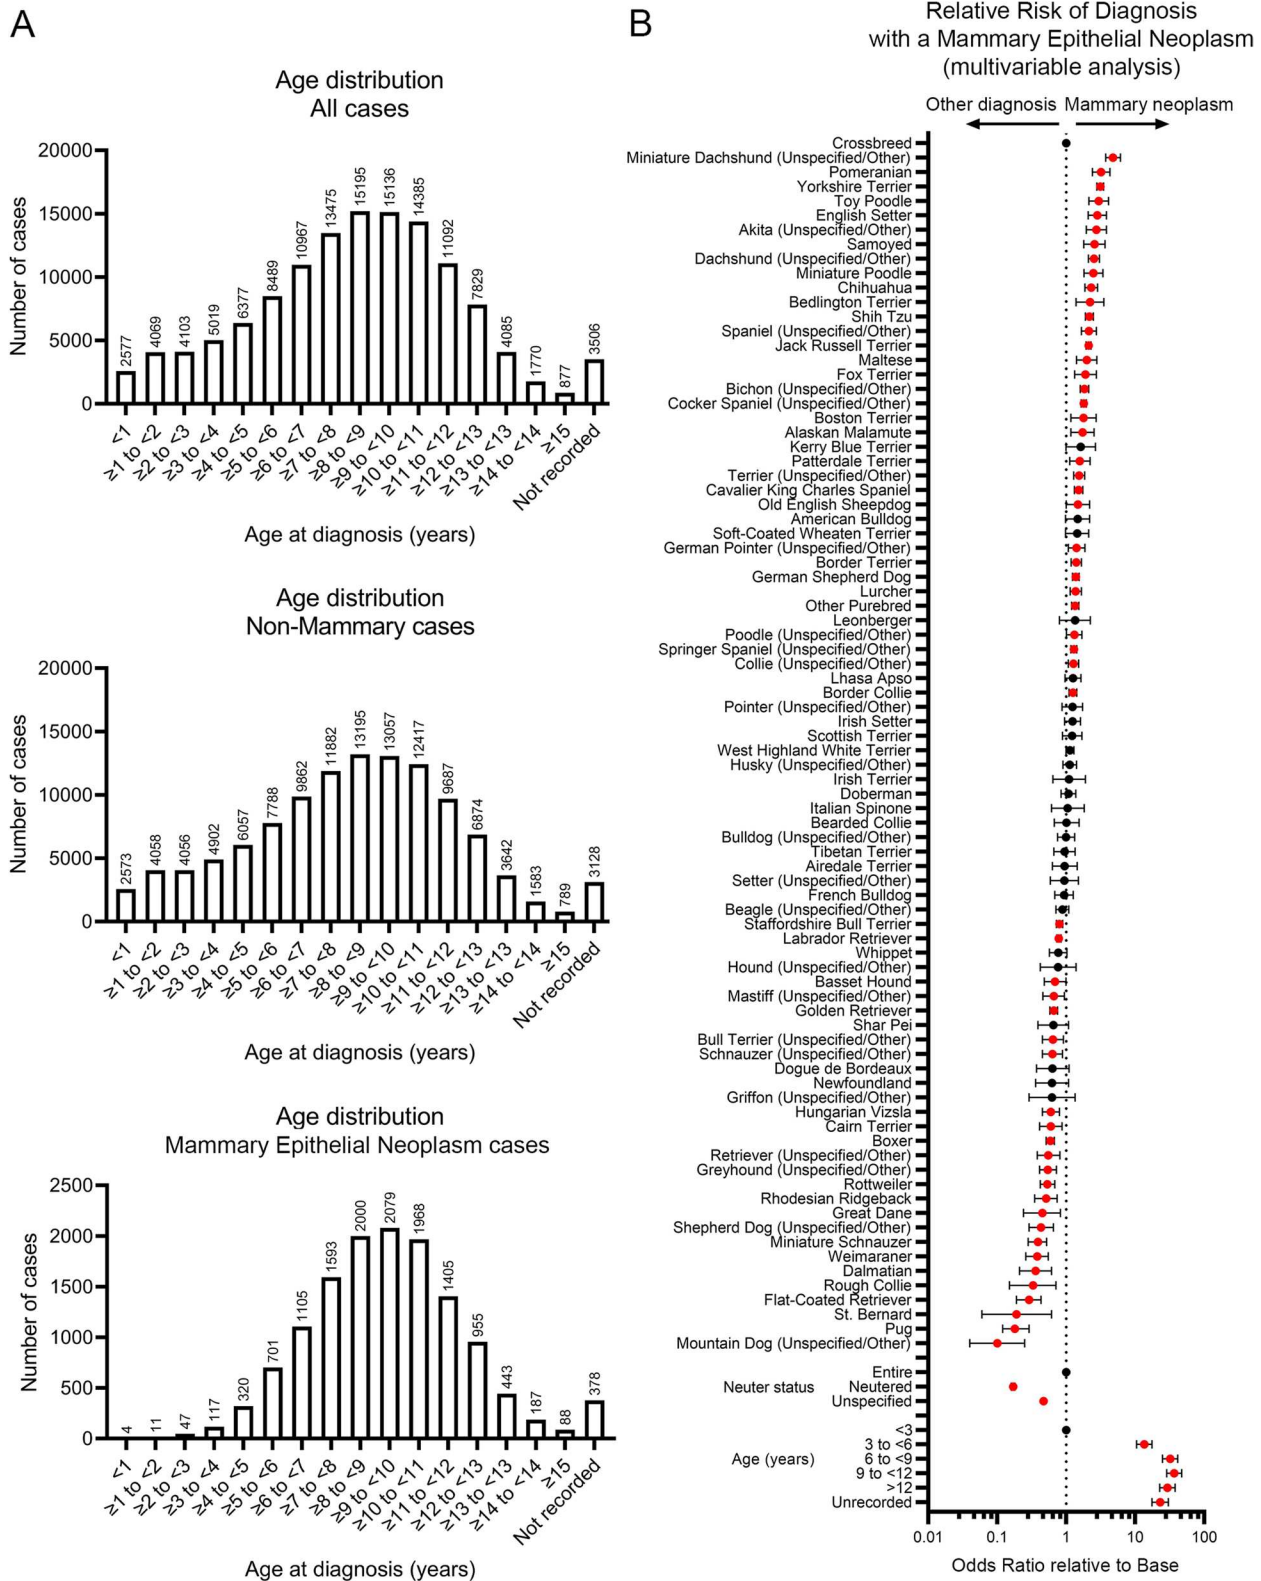 A
Age distribution
All cases
Number of cases
20000
15000
10000
5000
0
2577
4069
4103
5019
6377
8489
10967
13475
15195
15136
14385
11092
7829
4085
1770
877
3506
<1
≥1 to <2
≥2 to <3
≥3 to <4
≥4 to <5
≥5 to <6
≥6 to <7
≥7 to <8
≥8 to <9
≥9 to <10
≥10 to <11
≥11 to <12
≥12 to <13
≥13 to <13
≥14 to <14
≥15
Not recorded
Age at diagnosis (years)
Age distribution
Non-Mammary cases
Number of cases
20000
15000
10000
5000
0
2573
4058
4056
4902
6057
7788
9862
11882
13195
13057
12417
9687
6874
3642
1583
789
3128
<1
≥1 to <2
≥2 to <3
≥3 to <4
≥4 to <5
≥5 to <6
≥6 to <7
≥7 to <8
≥8 to <9
≥9 to <10
≥10 to <11
≥11 to <12
≥12 to <13
≥13 to <13
≥14 to <14
≥15
Not recorded
Age at diagnosis (years)
Age distribution
Mammary Epithelial Neoplasm cases
Number of cases
2500
2000
1500
1000
500
0
4
11
47
117
320
701
1105
1593
2000
2079
1968
1405
955
443
187
88
378
<1
≥1 to <2
≥2 to <3
≥3 to <4
≥4 to <5
≥5 to <6
≥6 to <7
≥7 to <8
≥8 to <9
≥9 to <10
≥10 to <11
≥11 to <12
≥12 to <13
≥13 to <13
≥14 to <14
≥15
Not recorded
Age at diagnosis (years)
B
Relative Risk of Diagnosis
with a Mammary Epithelial Neoplasm
(multivariable analysis)
Other diagnosis Mammary neoplasm
Crossbreed
Miniature Dachshund (Unspecified/Other)
Pomeranian
Yorkshire Terrier
Toy Poodle
English Setter
Akita (Unspecified/Other)
Samoyed
Dachshund (Unspecified/Other)
Miniature Poodle
Chihuahua
Bedlington Terrier
Shih Tzu
Spaniel (Unspecified/Other)
Jack Russell Terrier
Maltese
Fox Terrier
Bichon (Unspecified/Other)
Cocker Spaniel (Unspecified/Other)
Boston Terrier
Alaskan Malamute
Kerry Blue Terrier
Patterdale Terrier
Terrier (Unspecified/Other)
Cavalier King Charles Spaniel
Old English Sheepdog
American Bulldog
Soft-Coated Wheaten Terrier
German Pointer (Unspecified/Other)
Border Terrier
German Shepherd Dog
Lurcher
Other Purebred
Leonberger
Poodle (Unspecified/Other)
Springer Spaniel (Unspecified/Other)
Collie (Unspecified/Other)
Lhasa Apso
Border Collie
Pointer (Unspecified/Other)
Irish Setter
Scottish Terrier
West Highland White Terrier
Husky (Unspecified/Other)
Irish Terrier
Doberman
Italian Spinone
Bearded Collie
Bulldog (Unspecified/Other)
Tibetan Terrier
Airedale Terrier
Setter (Unspecified/Other)
French Bulldog
Beagle (Unspecified/Other)
Staffordshire Bull Terrier
Labrador Retriever
Whippet
Hound (Unspecified/Other)
Basset Hound
Mastiff (Unspecified/Other)
Golden Retriever
Shar Pei
Bull Terrier (Unspecified/Other)
Schnauzer (Unspecified/Other)
Dogue de Bordeaux
Newfoundland
Griffon (Unspecified/Other)
Hungarian Vizsla
Cairn Terrier
Boxer
Retriever (Unspecified/Other)
Greyhound (Unspecified/Other)
Rottweiler
Rhodesian Ridgeback
Great Dane
Shepherd Dog (Unspecified/Other)
Miniature Schnauzer
Weimaraner
Dalmatian
Rough Collie
Flat-Coated Retriever
St. Bernard
Pug
Mountain Dog (Unspecified/Other)
Entire
Neuter status Neutered
Unspecified
<3
3 to <6
Age (years) 6 to <9
9 to <12
>12
Unrecorded
0.01 0.1 1 10 100
Odds Ratio relative to Base